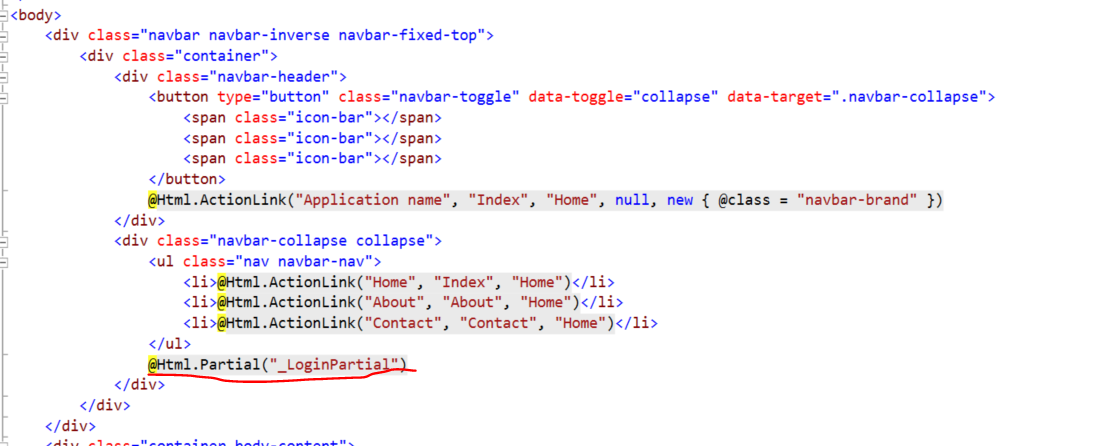 <body>
<div class="navbar navbar-inverse navbar-fixed-top">
<div class="container">
<div class="navbar-header">
<button type="button" class="navbar-toggle" data-toggle="collapse" data-target=".navbar-collapse">
<span class="icon-bar"></span>
<span class="icon-bar"></span>
<span class="icon-bar"></span>
</button>
@Html.ActionLink("Application name", "Index", "Home", null, new { @class = "navbar-brand" })
</div>
<div class="navbar-collapse collapse">
<ul class="nav navbar-nav">
<li>@Html.ActionLink("Home", "Index", "Home")</li>
<li>@Html.ActionLink("About", "About", "Home")</li>
<li>@Html.ActionLink("Contact", "Contact", "Home")</li>
</ul>
@Html.Partial("_LoginPartial")
</div>
</div>
</div>
<div class="container body-content">